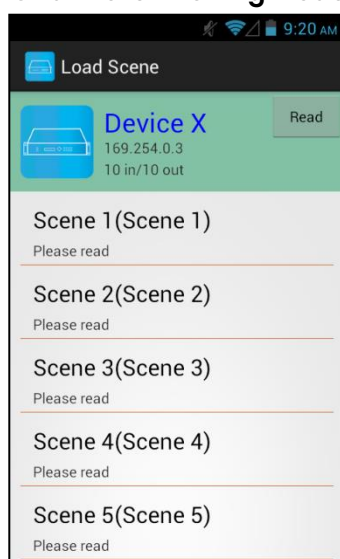 9:20 AM
Load Scene
Device X
Read
169.254.0.3
10 in/10 out
Scene 1(Scene 1)
Please read
Scene 2(Scene 2)
Please read
Scene 3(Scene 3)
Please read
Scene 4(Scene 4)
Please read
Scene 5(Scene 5)
Please read